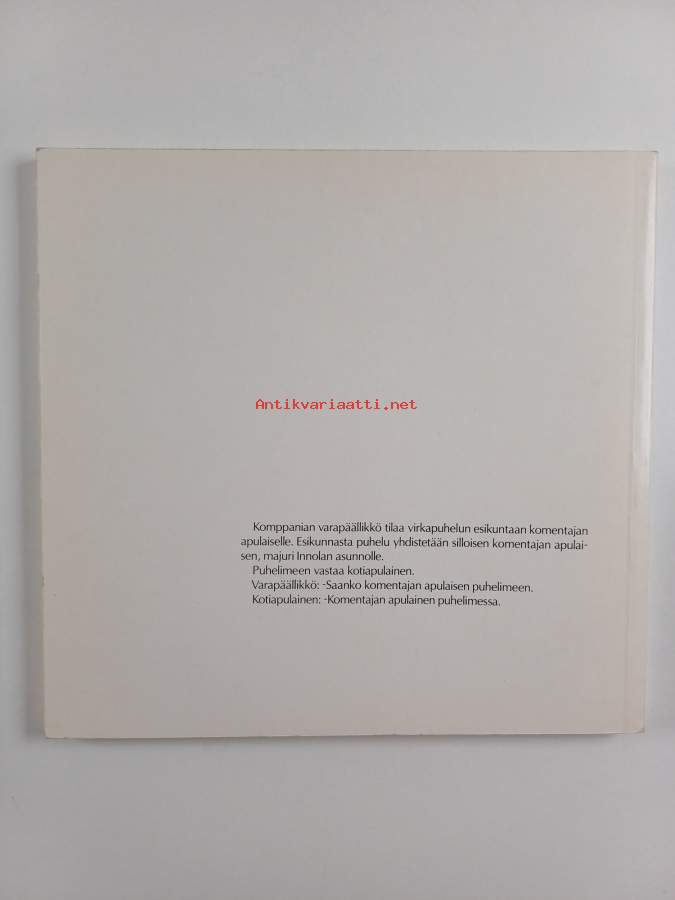 Antikvariaatti.net
Komppanian varapäällikkö tilaa virkapuhelun esikuntaan komentajan
apulaiselle. Esikunnasta puhelu yhdistetään silloisen komentajan apulai-
sen, majuri Innolan asunnolle.
Puhelimeen vastaa kotiapulainen.
Varapäällikkö: -Saanko komentajan apulaisen puhelimeen.
Kotiapulainen: -Komentajan apulainen puhelimessa.